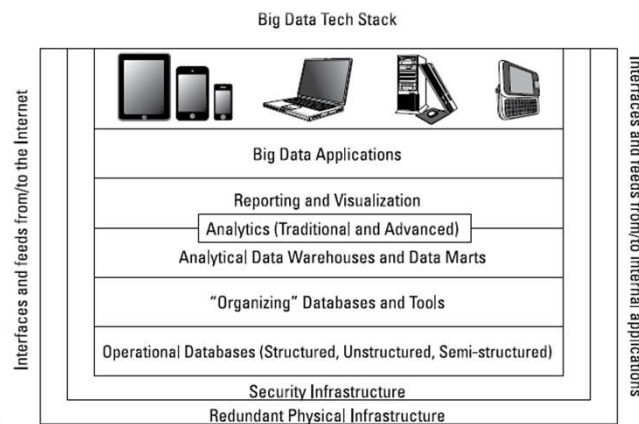 Big Data Tech Stack
Interfaces and feeds from/to the Internet
Big Data Applications
Reporting and Visualization
Analytics (Traditional and Advanced)
Analytical Data Warehouses and Data Marts
“Organizing” Databases and Tools
Operational Databases (Structured, Unstructured, Semi-structured)
Security Infrastructure
Redundant Physical Infrastructure
Interfaces and feeds from/to internal applications